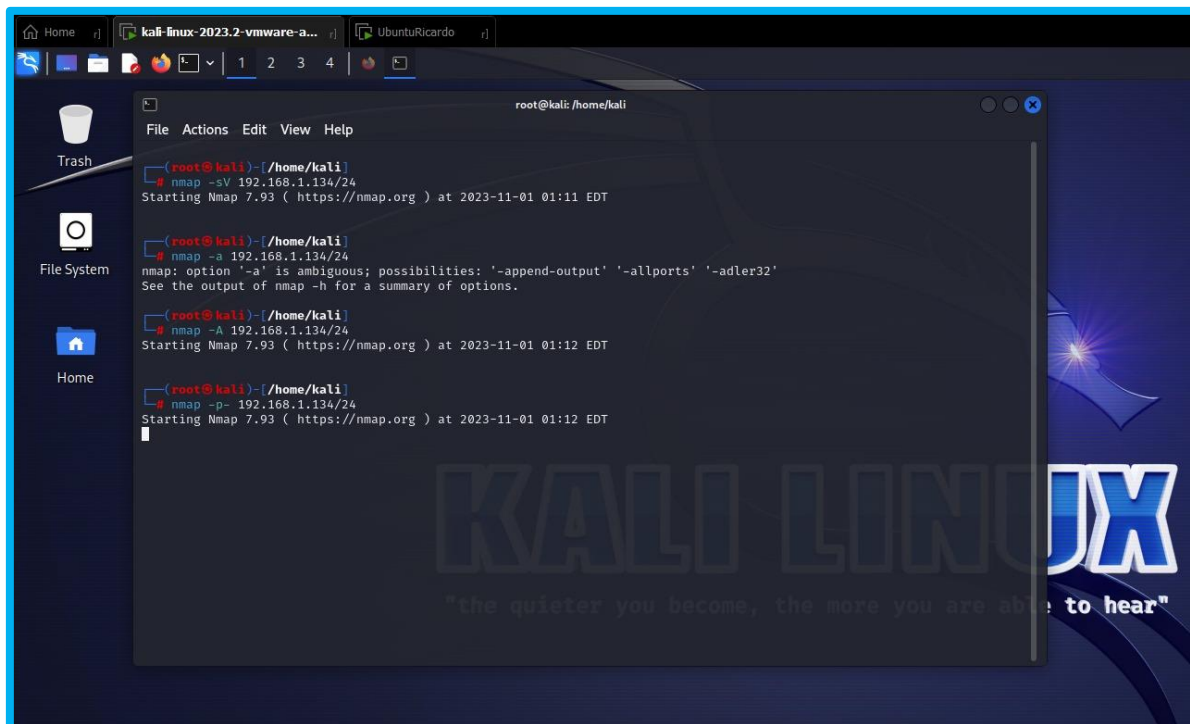 Home r]
kali-linux-2023.2-vmware-a... r]
UbuntuRicardo r]
1 2 3 4
root@kali: /home/kali
File Actions Edit View Help
Trash
File System
Home
(root㉿kali)-[/home/kali]
# nmap -sV 192.168.1.134/24
Starting Nmap 7.93 ( https://nmap.org ) at 2023-11-01 01:11 EDT
(root㉿kali)-[/home/kali]
# nmap -a 192.168.1.134/24
nmap: option '-a' is ambiguous; possibilities: '-append-output' '-allports' '-adler32'
See the output of nmap -h for a summary of options.
(root㉿kali)-[/home/kali]
# nmap -A 192.168.1.134/24
Starting Nmap 7.93 ( https://nmap.org ) at 2023-11-01 01:12 EDT
(root㉿kali)-[/home/kali]
# nmap -p- 192.168.1.134/24
Starting Nmap 7.93 ( https://nmap.org ) at 2023-11-01 01:12 EDT
KALI LINUX
"the quieter you become, the more you are able to hear"